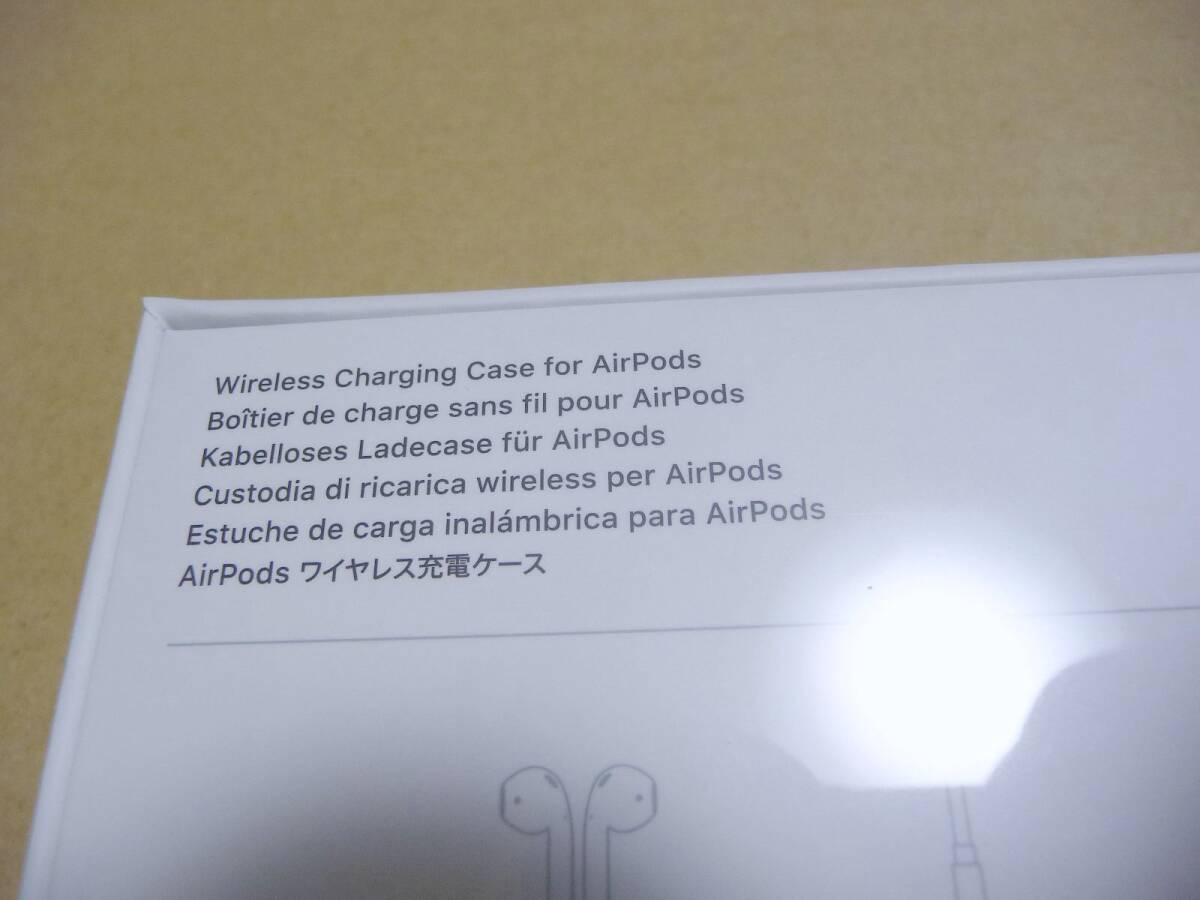 Wireless Charging Case for AirPods
Boîtier de charge sans fil pour AirPods
Kabelloses Ladecase für AirPods
Custodia di ricarica wireless per AirPods
Estuche de carga inalámbrica para AirPods
AirPods ワイヤレス充電ケース